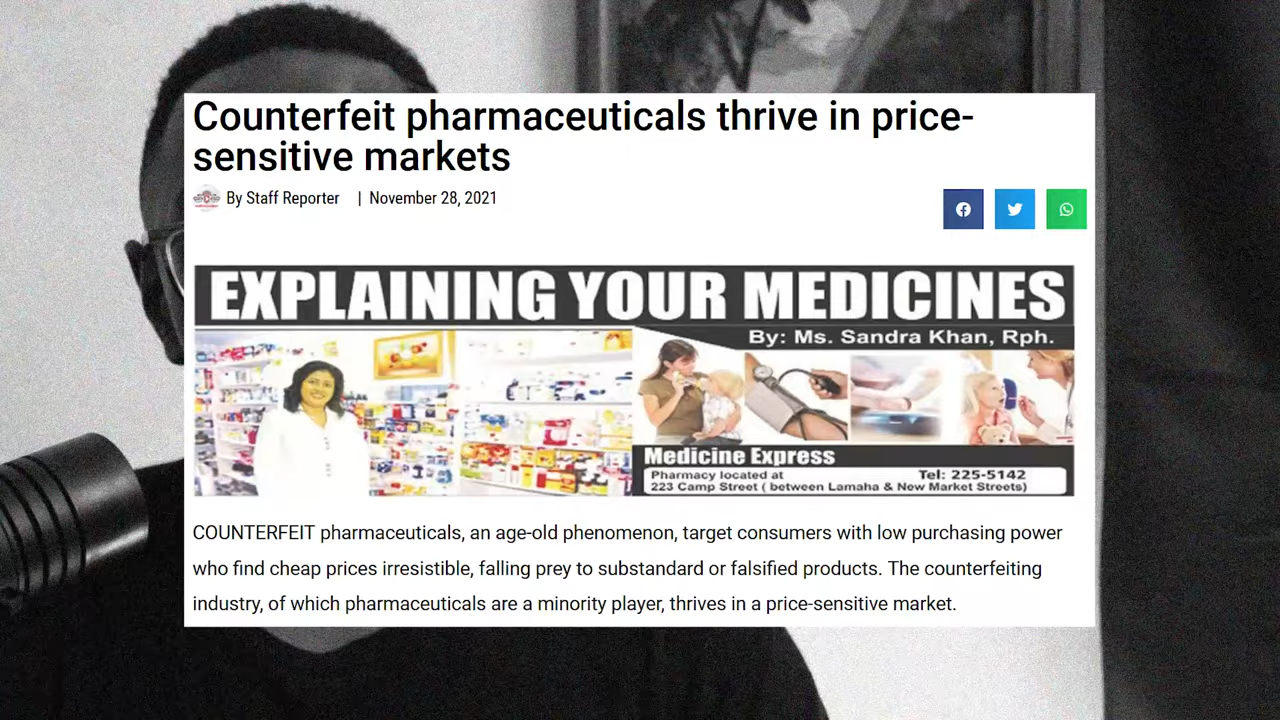 Counterfeit pharmaceuticals thrive in price-
sensitive markets
By Staff Reporter | November 28, 2021
EXPLAINING YOUR MEDICINES
By: Ms. Sandra Khan, Rph.
Medicine Express
Pharmacy located at Tel: 225-5142
223 Camp Street ( between Lamaha & New Market Streets)
COUNTERFEIT pharmaceuticals, an age-old phenomenon, target consumers with low purchasing power
who find cheap prices irresistible, falling prey to substandard or falsified products. The counterfeiting
industry, of which pharmaceuticals are a minority player, thrives in a price-sensitive market.